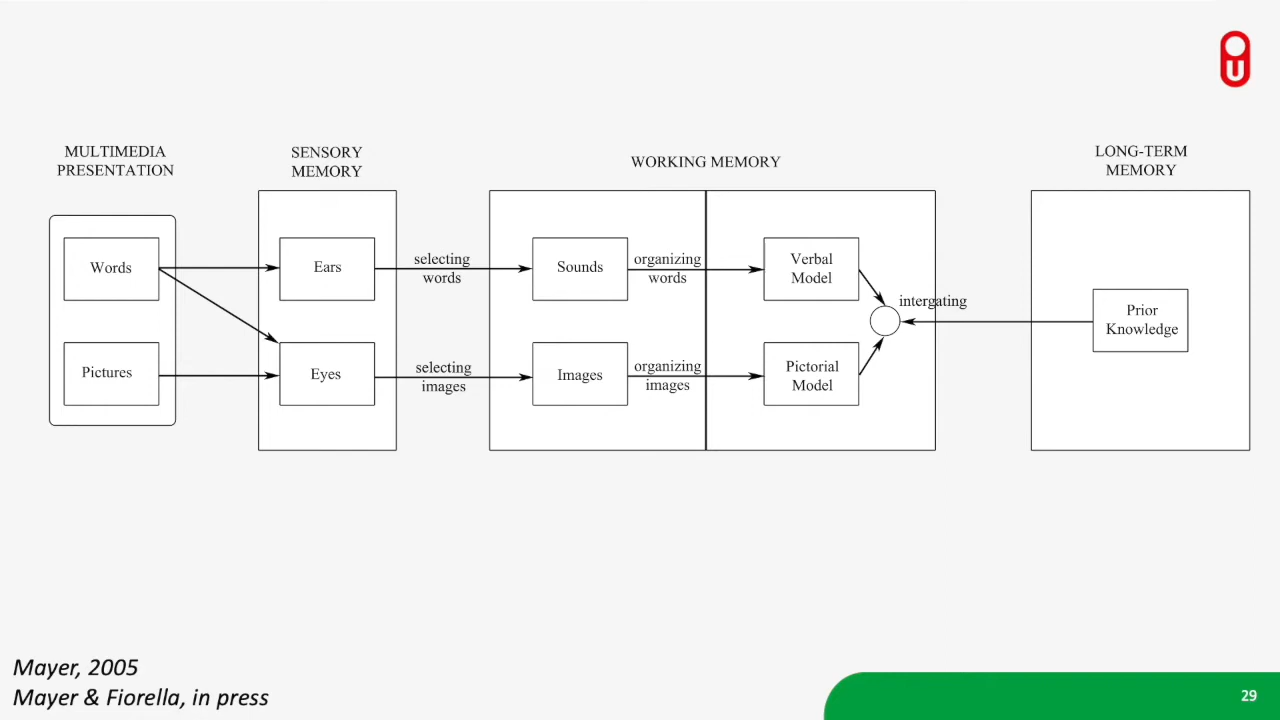 MULTIMEDIA
PRESENTATION
SENSORY
MEMORY
WORKING MEMORY
LONG-TERM
MEMORY
Words
Pictures
Ears
Eyes
selecting
words
selecting
images
Sounds
Images
organizing
words
organizing
images
Verbal
Model
Pictorial
Model
intergating
Prior
Knowledge
Mayer, 2005
Mayer & Fiorella, in press
29
U